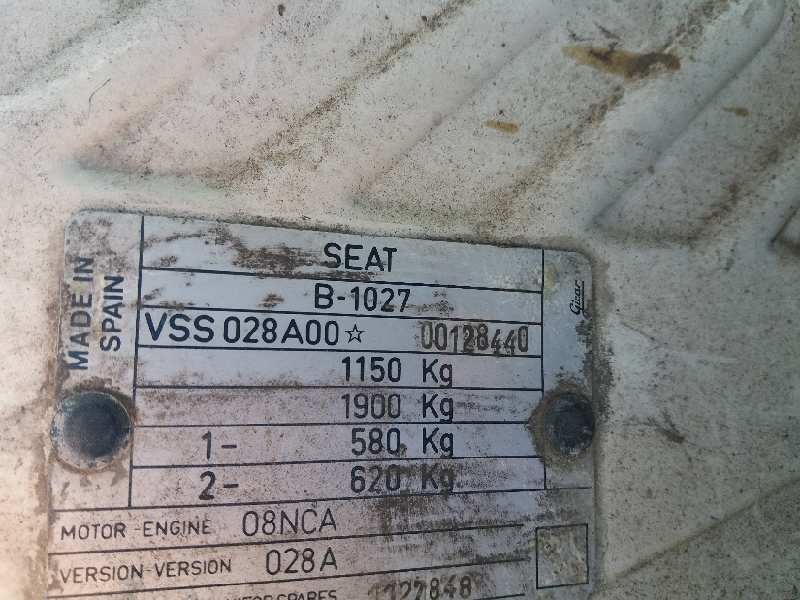 MADE IN
SPAIN
SEAT
B-1027
VSS 028A00☆ 00128440
1150 Kg
1900 Kg
1- 580 Kg
2- 620 Kg
MOTOR-ENGINE 08NCA
VERSION-VERSION 028A